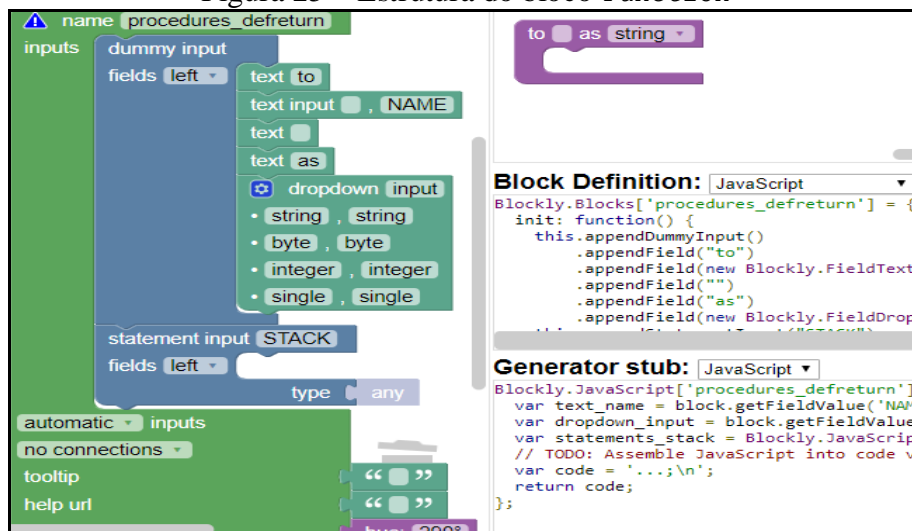 name procedures_defreturn
inputs
dummy input
fields left
text to
text input , NAME
text
text as
dropdown input
• string , string
• byte , byte
• integer , integer
• single , single
statement input STACK
fields left
type any
automatic inputs
no connections
tooltip “ ”
help url “ ”
to as string
Block Definition: JavaScript
Blockly.Blocks['procedures_defreturn'] = {
init: function() {
this.appendDummyInput()
.appendField("to")
.appendField(new Blockly.FieldText
.appendField("")
.appendField("as")
.appendField(new Blockly.FieldDrop
Generator stub: JavaScript
Blockly.JavaScript['procedures_defreturn']
var text_name = block.getFieldValue('NAM
var dropdown_input = block.getFieldValue
var statements_stack = Blockly.JavaScrip
// TODO: Assemble JavaScript into code v
var code = '...;\n';
return code;
};